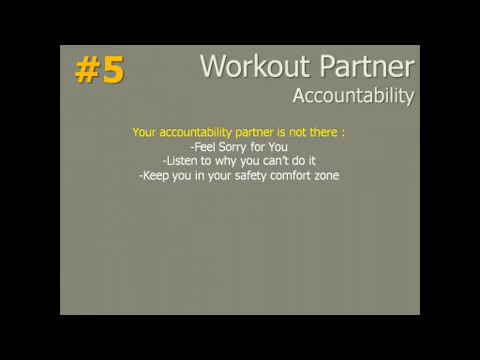 #5
Workout Partner
Accountability
Your accountability partner is not there :
-Feel Sorry for You
-Listen to why you can't do it
-Keep you in your safety comfort zone